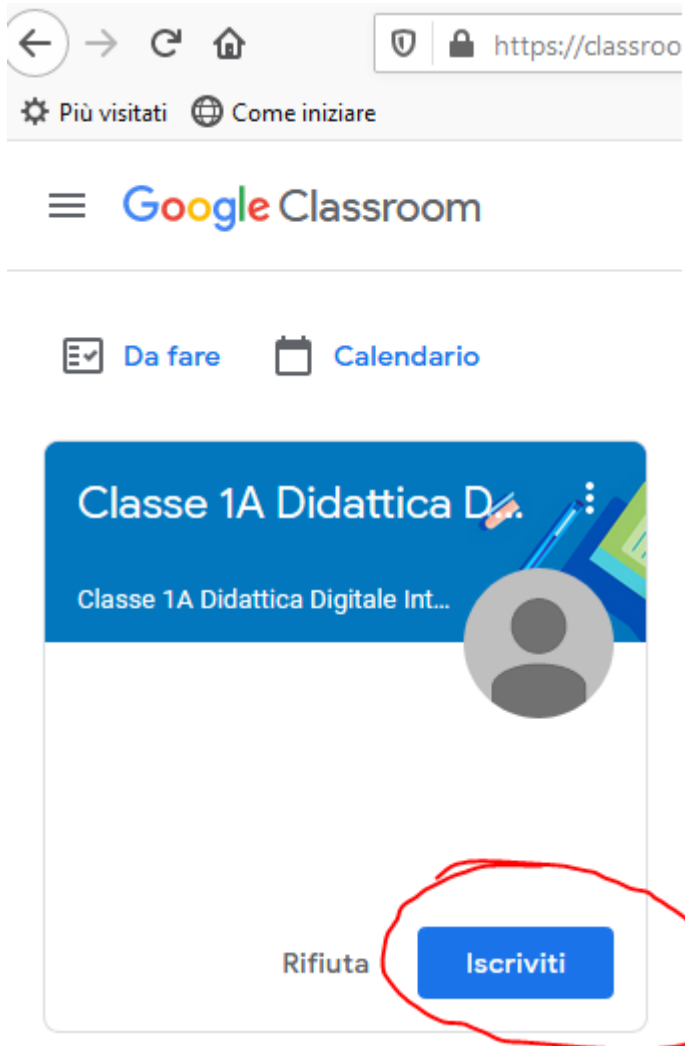 https://classroo
Più visitati Come iniziare
Google Classroom
Da fare Calendario
Classe 1A Didattica D...
Classe 1A Didattica Digitale Int...
Rifiuta Iscriviti